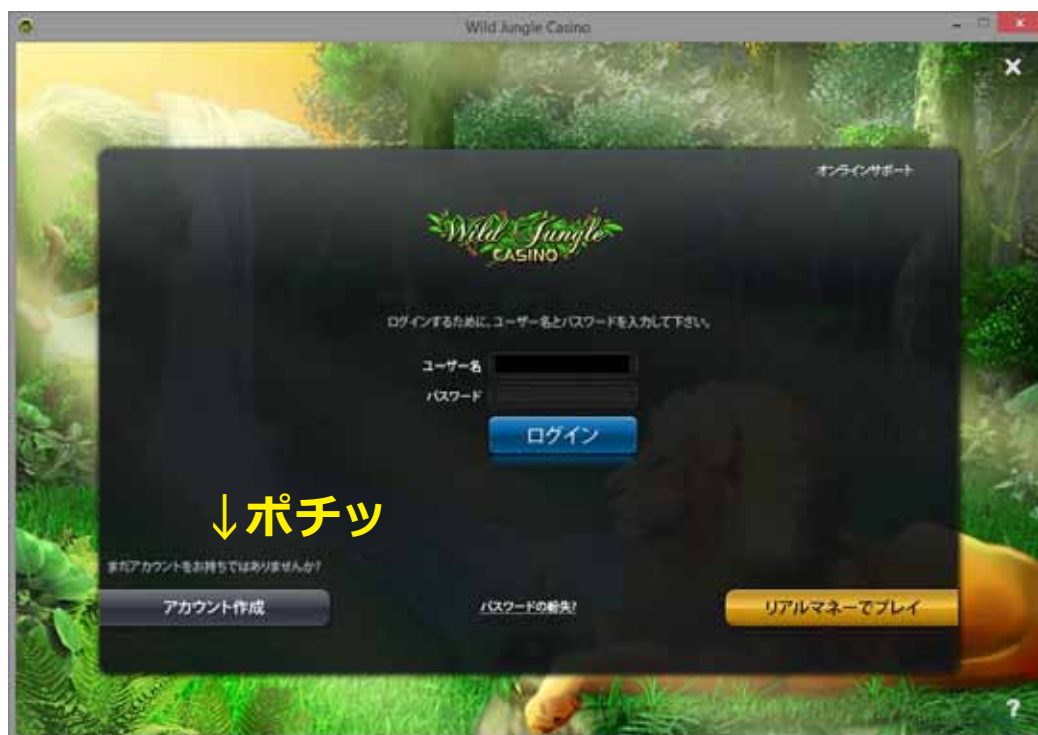 Wild Jungle Casino
オンラインサポート
Wild Jungle
CASINO
ログインするために、ユーザー名とパスワードを入力して下さい。
ユーザー名
パスワード
ログイン
↓ポチッ
まだアカウントをお持ちではありませんか?
アカウント作成
パスワードの紛失?
リアルマネーでプレイ
?